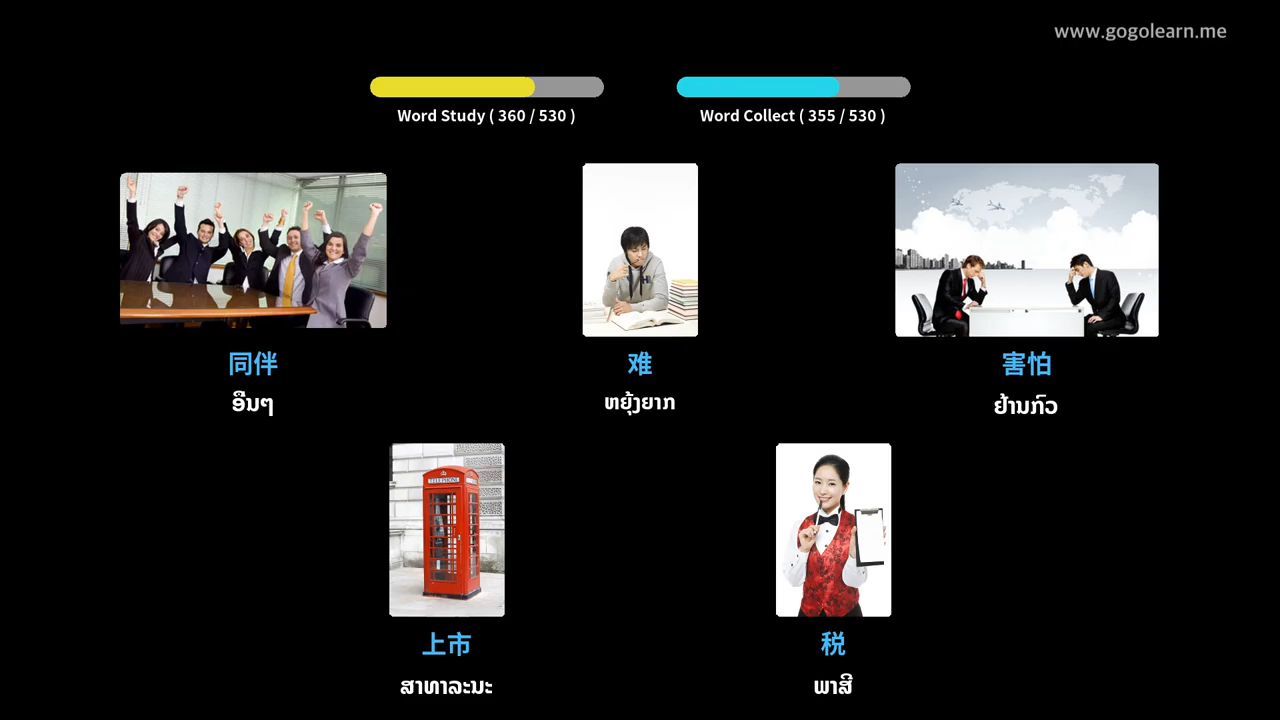 www.gogolearn.me
Word Study ( 360 / 530 )
Word Collect ( 355 / 530 )
同伴
ອືນໆ
难
ຫຍຸ້ງຍາກ
害怕
ຢ້ານກົວ
TELEPHONE
上市
ສາທາລະນະ
税
ພາສີ